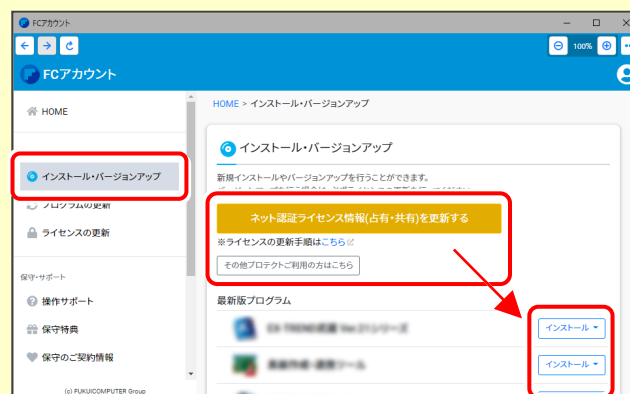 FCアカウント
100%
FCアカウント
HOME
インストール・バージョンアップ
プログラムの更新
ライセンスの更新
保守・サポート
操作サポート
保守特典
保守のご契約情報
(c) FUKUICOMPUTER Group
HOME > インストール・バージョンアップ
インストール・バージョンアップ
新規インストールやバージョンアップを行うことができます。
ネット認証ライセンス情報(占有・共有)を更新する
※ライセンスの更新手順はこちら
その他プロテクトご利用の方はこちら
最新版プログラム
インストール
インストール